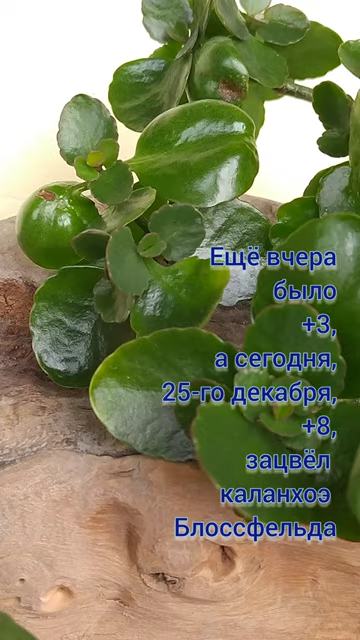 Ещё вчера
было
+3,
а сегодня,
25-го декабря,
+8,
зацвёл
каланхоэ
Блоссфельда